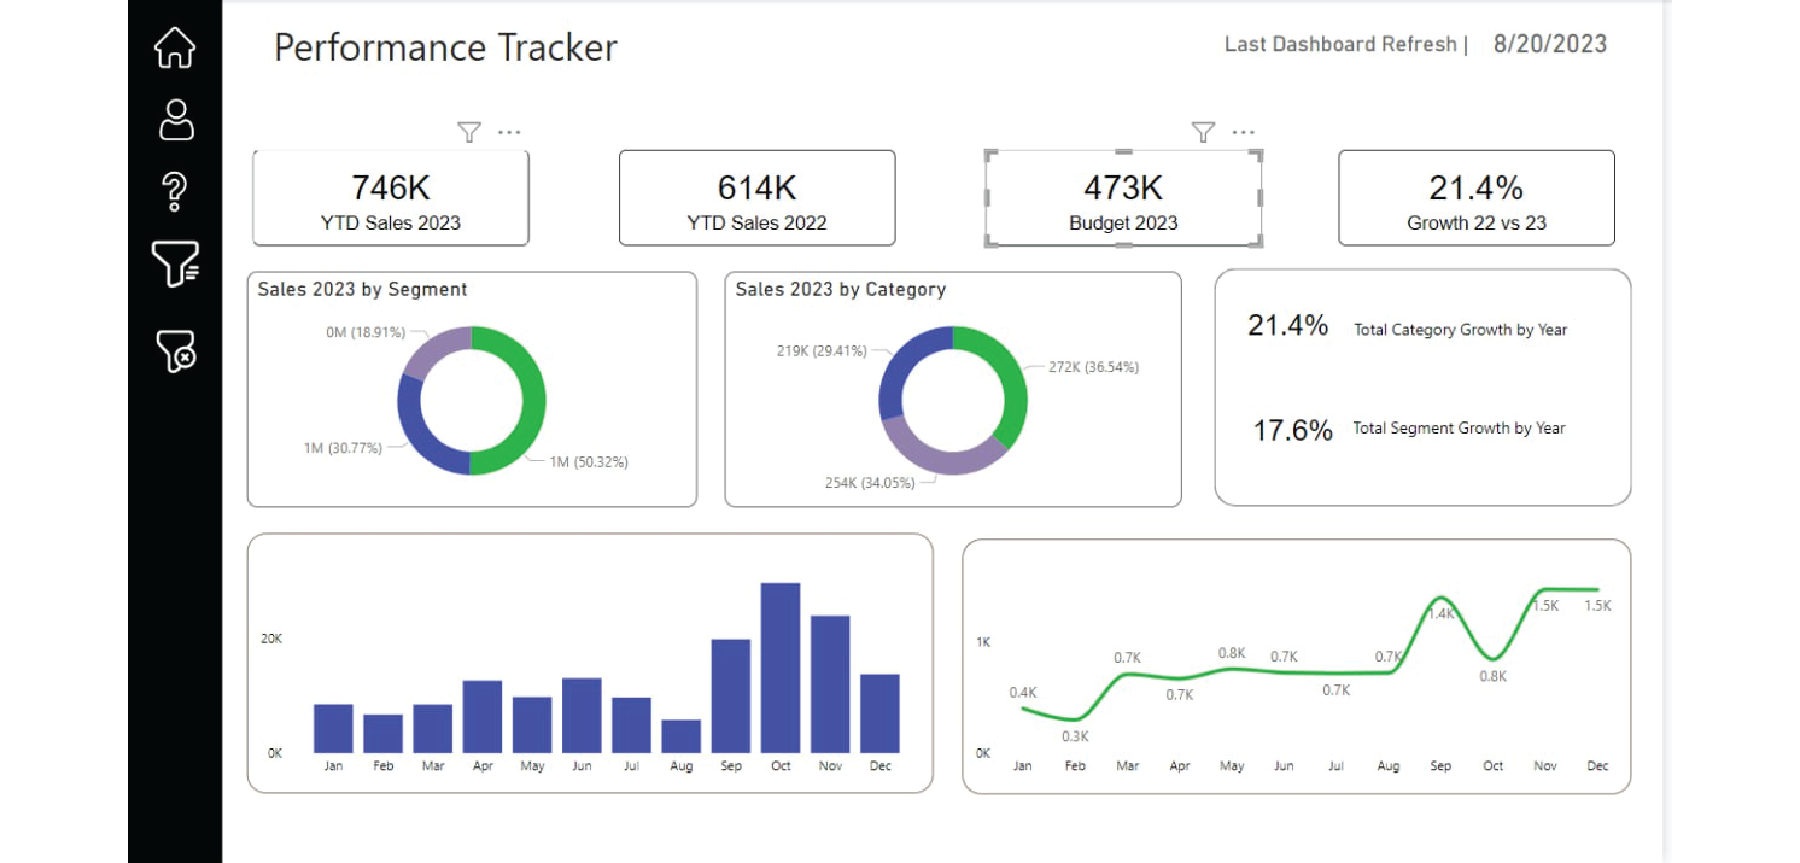 Performance Tracker
Last Dashboard Refresh | 8/20/2023
746K
YTD Sales 2023
614K
YTD Sales 2022
473K
Budget 2023
21.4%
Growth 22 vs 23
Sales 2023 by Segment
0M (18.91%)
1M (30.77%)
1M (50.32%)
Sales 2023 by Category
219K (29.41%)
272K (36.54%)
254K (34.05%)
21.4% Total Category Growth by Year
17.6% Total Segment Growth by Year
20K
0K
Jan Feb Mar Apr May Jun Jul Aug Sep Oct Nov Dec
1K
0K
0.4K
0.3K
0.7K
0.7K
0.8K
0.7K
0.7K
0.7K
1.4K
0.8K
1.5K
1.5K
Jan Feb Mar Apr May Jun Jul Aug Sep Oct Nov Dec